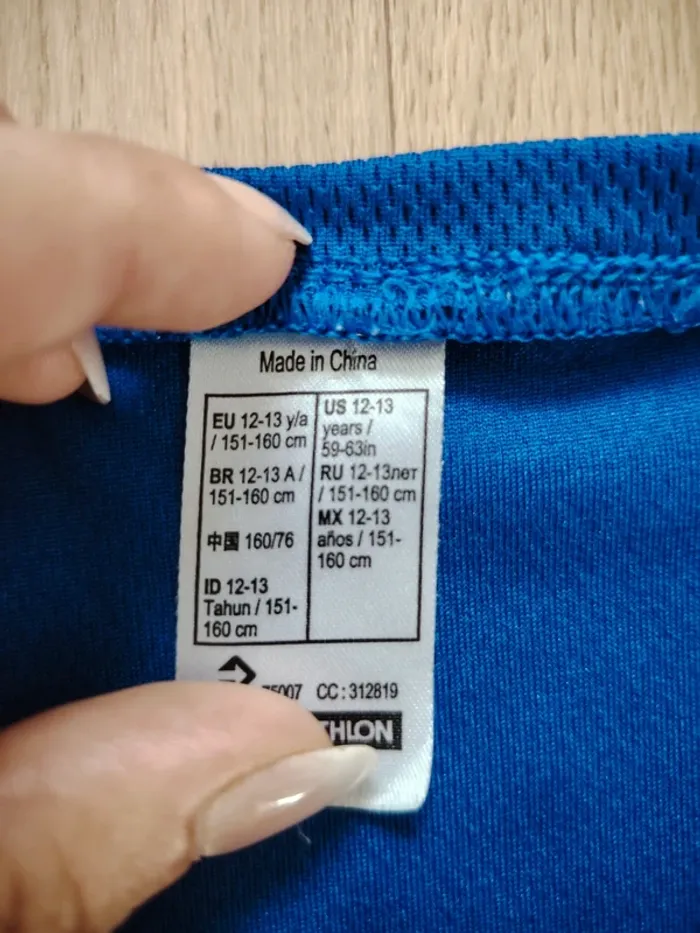 Made in China
EU 12-13 y/a
/ 151-160 cm
BR 12-13 A /
151-160 cm
中国 160/76
ID 12-13
Tahun / 151-
160 cm
US 12-13
years /
59-63in
RU 12-13лет
/ 151-160 cm
MX 12-13
años / 151-
160 cm
75007 CC : 312819
THLON